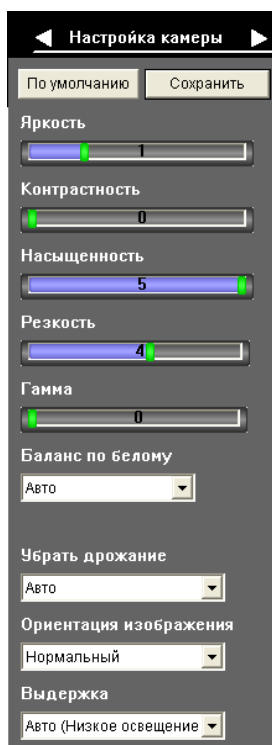 Настройка камеры
По умолчанию Сохранить
Яркость
1
Контрастность
0
Насыщенность
5
Резкость
4
Гамма
0
Баланс по белому
Авто
Убрать дрожание
Авто
Ориентация изображения
Нормальный
Выдержка
Авто (Низкое освещение